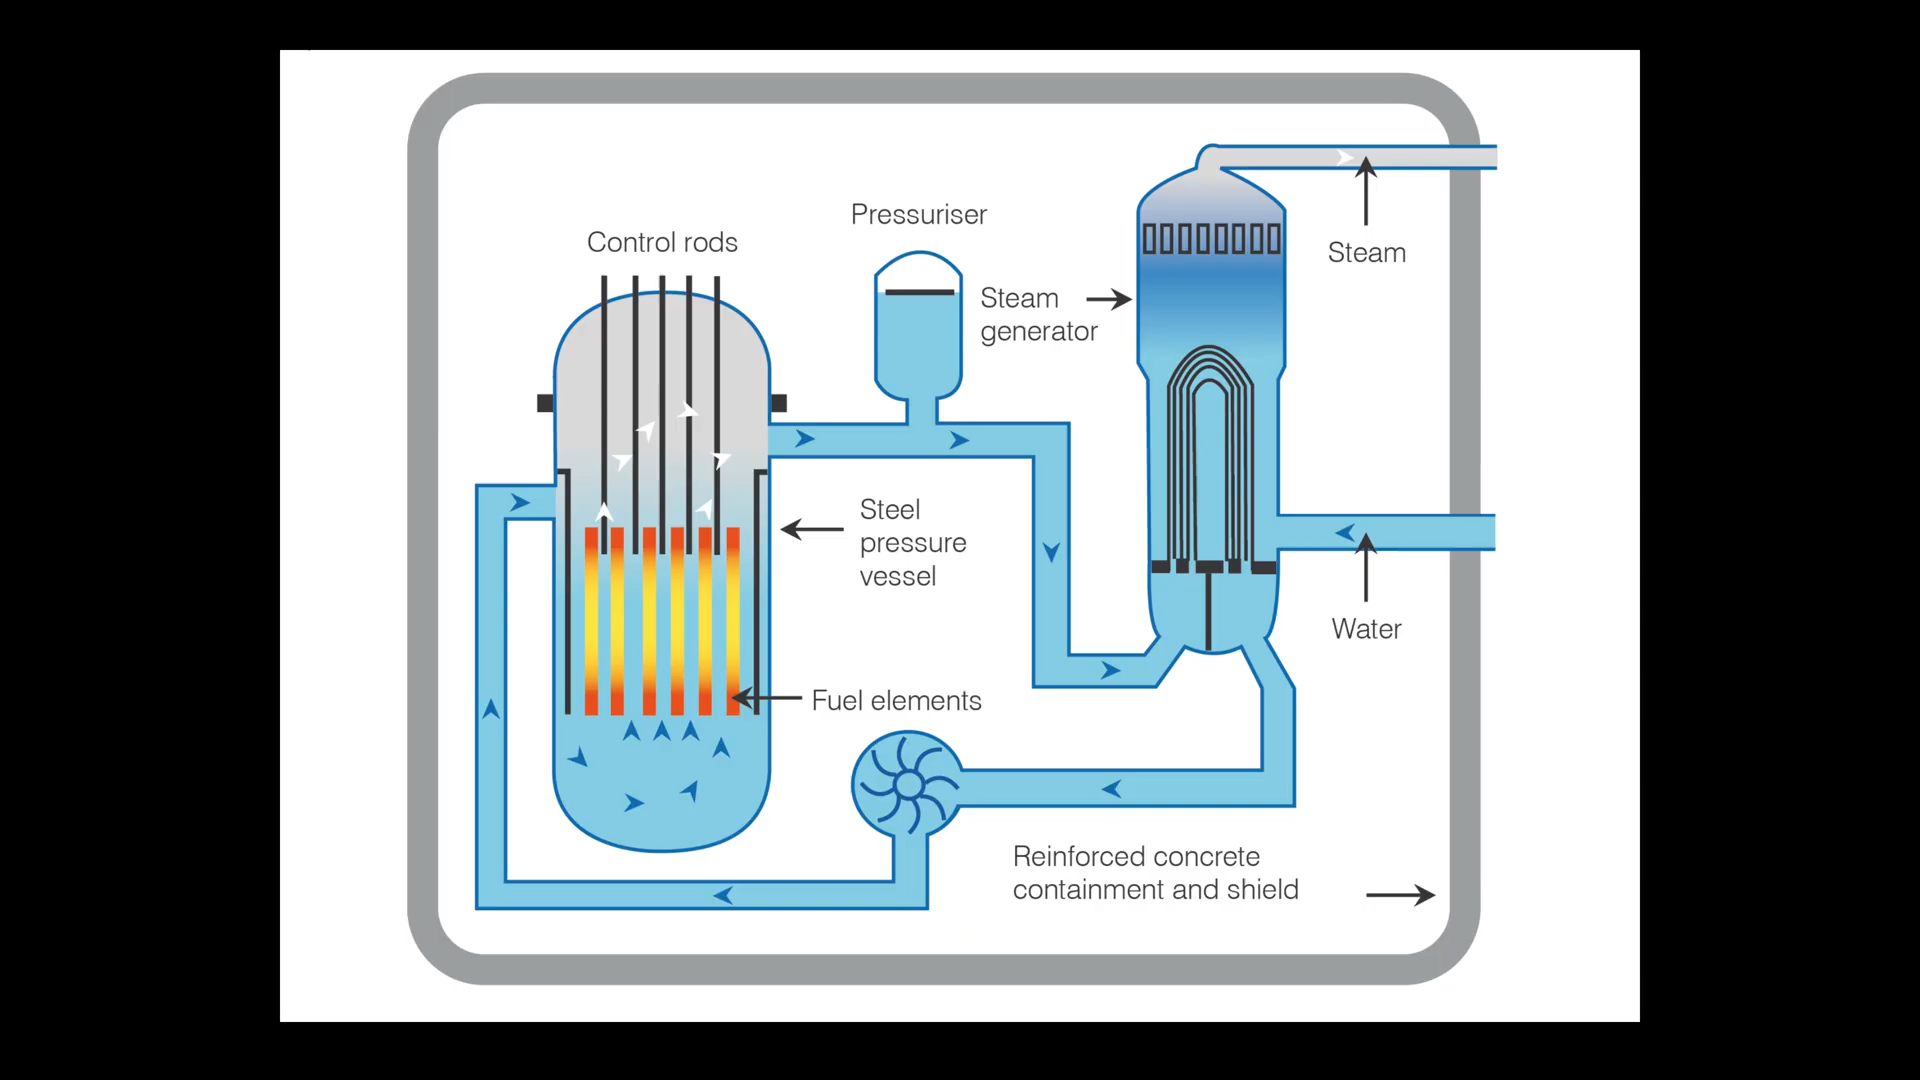 Pressuriser
Control rods
Steam
generator
Steam
Steel
pressure
vessel
Water
Fuel elements
Reinforced concrete
containment and shield